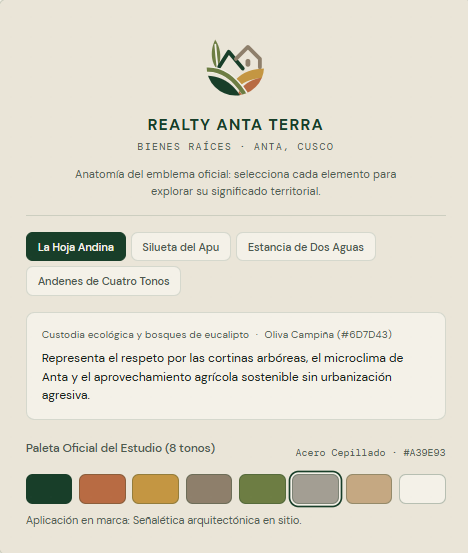 REALTY ANTA TERRA
BIENES RAÍCES · ANTA, CUSCO
Anatomía del emblema oficial: selecciona cada elemento para
explorar su significado territorial.
La Hoja Andina
Silueta del Apu
Estancia de Dos Aguas
Andenes de Cuatro Tonos
Custodia ecológica y bosques de eucalipto · Oliva Campiña (#6D7D43)
Representa el respeto por las cortinas arbóreas, el microclima de
Anta y el aprovechamiento agrícola sostenible sin urbanización
agresiva.
Paleta Oficial del Estudio (8 tonos)
Acero Cepillado · #A39E93
Aplicación en marca: Señalética arquitectónica en sitio.